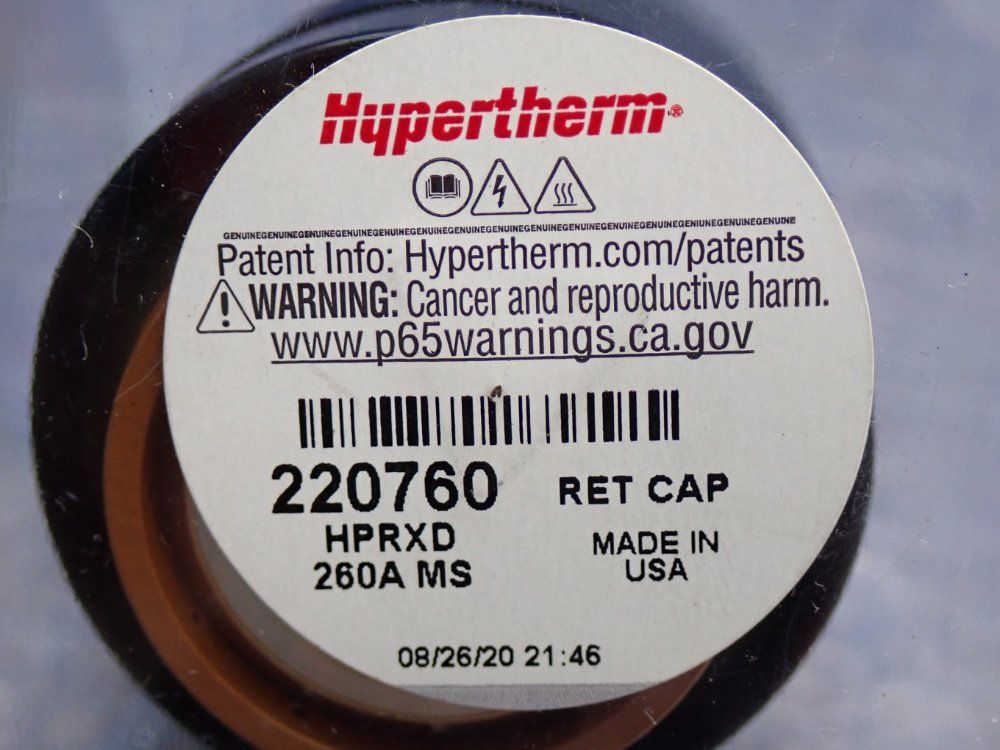 Hypertherm®
GENUINEGENUINEGENUINEGENUINEGENUINEGENUINEGENUINEGENUINEGENUINEGENUINEGENUINEGENUINE
Patent Info: Hypertherm.com/patents
WARNING: Cancer and reproductive harm.
www.p65warnings.ca.gov
220760 RET CAP
HPRXD MADE IN
260A MS USA
08/26/20 21:46